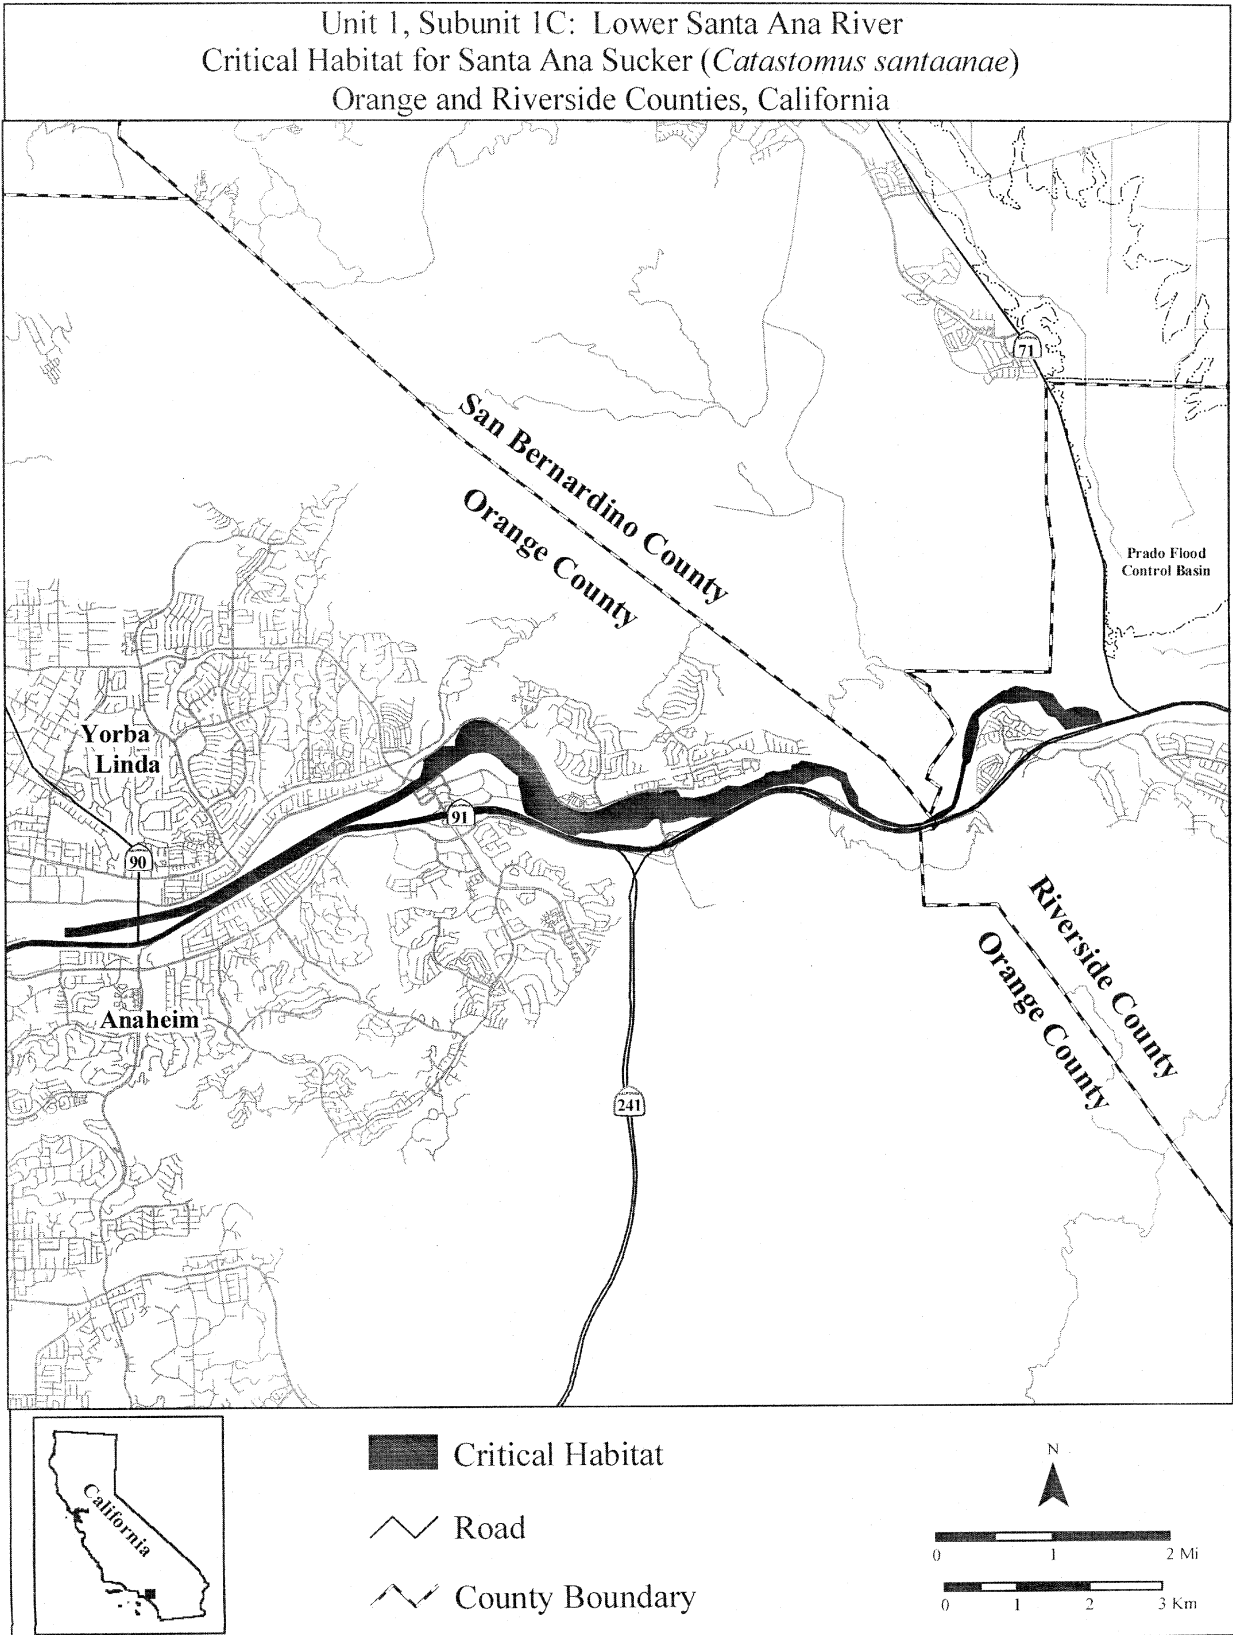 Unit 1, Subunit 1C: Lower Santa Ana River
Critical Habitat for Santa Ana Sucker (Catastomus santaanae)
Orange and Riverside Counties, California
71
San Bernardino County
Orange County
Prado Flood
Control Basin
Yorba
Linda
91
90
Riverside County
Orange County
Anaheim
241
California
Critical Habitat
Road
County Boundary
N
0 1 2 Mi
0 1 2 3 Km